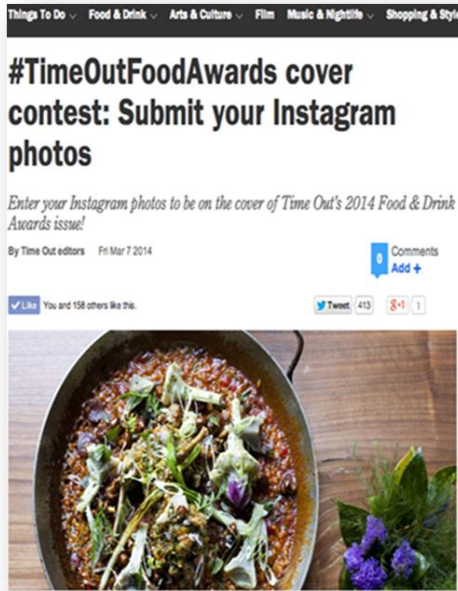 Things To Do Food & Drink Arts & Culture Film Music & Nightlife Shopping & Style
#TimeOutFoodAwards cover
contest: Submit your Instagram
photos
Enter your Instagram photos to be on the cover of Time Out's 2014 Food & Drink
Awards issue!
By Time Out editors Fri Mar 7 2014
0 Comments
Add +
Like You and 158 others like this.
Tweet 413 g+1 1